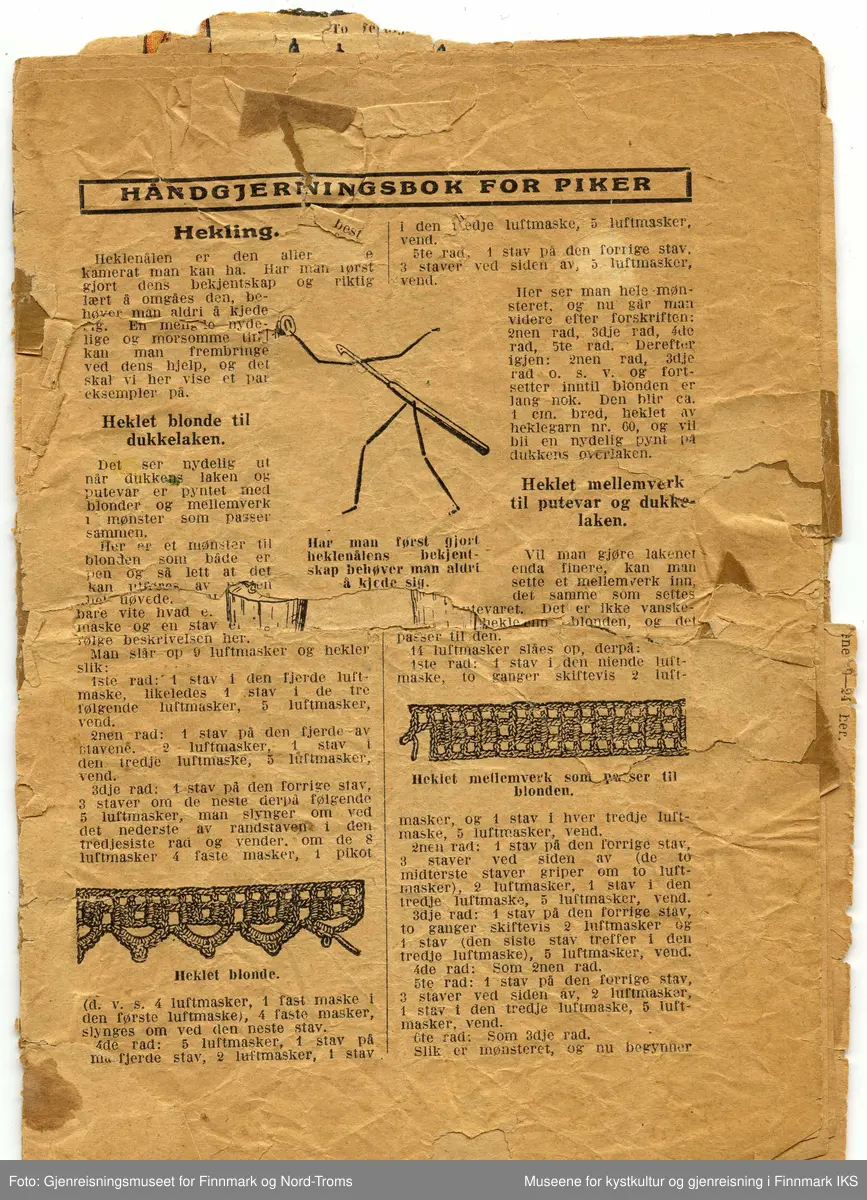 To
HÅNDGJERNINGSBOK FOR PIKER
Hekling.
best
Heklenålen er den aller e
kamerat man kan ha. Har man først
gjort dens bekjentskap og riktig
lært å omgåes den, be-
høver man aldri å kjede
sig. En mengde nyde-
lige og morsomme ting
kan man frembringe
ved dens hjelp, og det
skal vi her vise et par
eksempler på.
Heklet blonde til
dukkelaken.
Det ser nydelig ut
når dukkens laken og
putevar er pyntet med
blonder og mellemverk
i mønster som passer
sammen.
Her er et mønster til
blonden som både er
pen og så lett at det
kan av
øvede.
bare vite hvad e
maske og en stav
følge beskrivelsen her.
Man slår op 9 luftmasker og hekler
slik:
1ste rad: 1 stav i den fjerde luft-
maske, likeledes 1 stav i de tre
følgende luftmasker, 5 luftmasker,
vend.
2nen rad: 1 stav på den fjerde av
stavene. 2 luftmasker, 1 stav i
den tredje luftmaske, 5 luftmasker,
vend.
3dje rad: 1 stav på den forrige stav,
3 staver om de neste derpå følgende
5 luftmasker, man slynger om ved
det nederste av randstaven i den
tredjesiste rad og vender, om de 8
luftmasker 4 faste masker, 1 pikot
Heklet blonde.
(d. v. s. 4 luftmasker, 1 fast maske i
den første luftmaske), 4 faste masker,
slynges om ved den neste stav.
4de rad: 5 luftmasker, 1 stav på
fjerde stav, 2 luftmasker, 1 stav
Har man først gjort
heklenålens bekjent-
skap behøver man aldri
å kjede sig.
i den tredje luftmaske, 5 luftmasker,
vend.
5te rad. 1 stav på den forrige stav,
3 staver ved siden av, 5 luftmasker,
vend.
Her ser man hele møn-
steret, og nu går man
videre efter forskriften:
2nen rad, 3dje rad, 4de
rad, 5te rad. Derefter
igjen: 2nen rad, 3dje
rad o. s. v. og fort-
setter inntil blonden er
lang nok. Den blir ca.
1 cm. bred, heklet av
heklegarn nr. 60, og vil
bli en nydelig pynt på
dukkens overlaken.
Heklet mellemverk
til putevar og dukke-
laken.
Vil man gjøre lakenet
enda finere, kan man
sette et mellemverk inn,
det samme som settes
tevaret. Det er ikke vanske-
hekle blonden, og det
passer til den.
14 luftmasker slåes op, derpå:
1ste rad: 1 stav i den niende luft-
maske, to ganger skiftevis 2 luft-
Heklet mellemverk som passer til
blonden.
masker, og 1 stav i hver tredje luft-
maske, 5 luftmasker, vend.
2nen rad: 1 stav på den forrige stav,
3 staver ved siden av (de to
midterste staver griper om to luft-
masker), 2 luftmasker, 1 stav i den
tredje luftmaske, 5 luftmasker, vend.
3dje rad: 1 stav på den forrige stav,
to ganger skiftevis 2 luftmasker og
1 stav (den siste stav treffer i den
tredje luftmaske), 5 luftmasker, vend.
4de rad: Som 2nen rad.
5te rad: 1 stav på den forrige stav,
3 staver ved siden av, 2 luftmasker,
1 stav i den tredje luftmaske, 5 luft-
masker, vend.
6te rad: Som 3dje rad.
Slik er mønsteret, og nu begynner
her.
Foto: Gjenreisningsmuseet for Finnmark og Nord-Troms
Museene for kystkultur og gjenreisning i Finnmark IKS